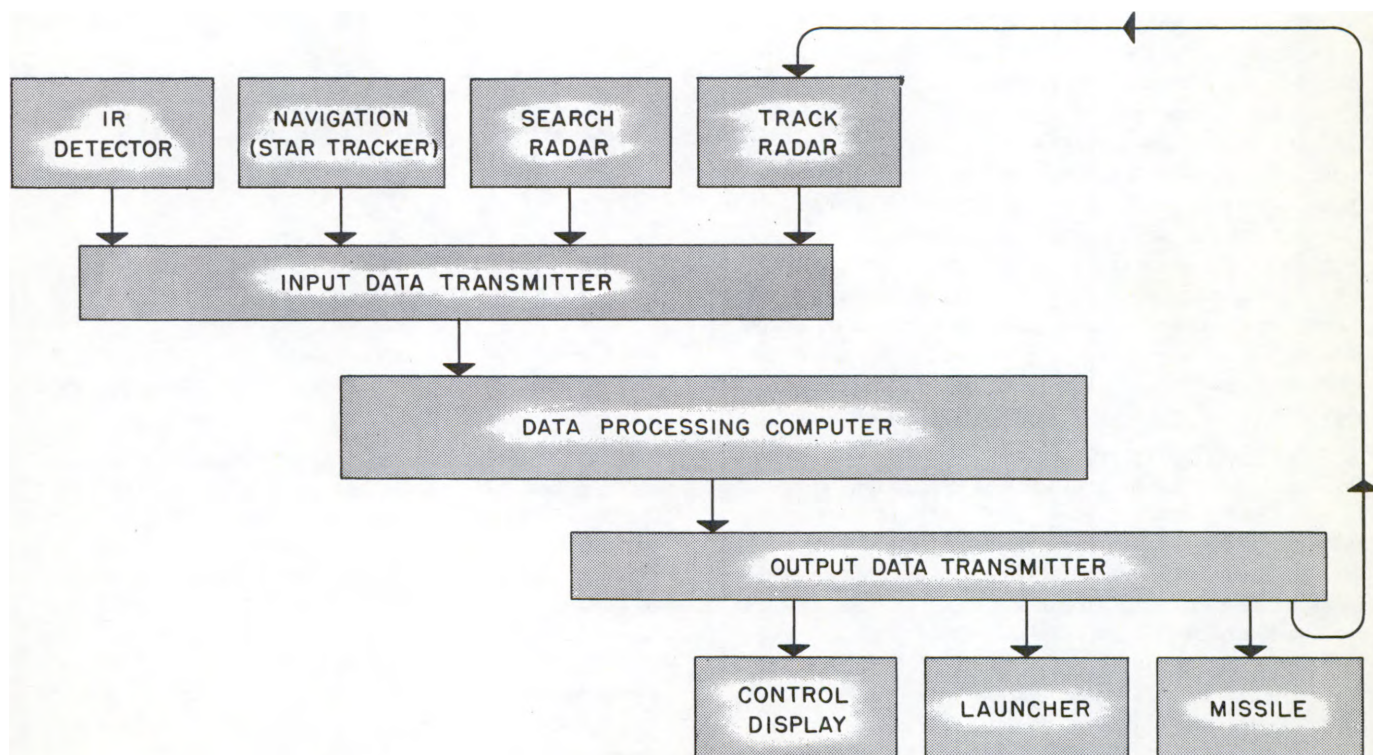 IR
DETECTOR
NAVIGATION
(STAR TRACKER)
SEARCH
RADAR
TRACK
RADAR
INPUT DATA TRANSMITTER
DATA PROCESSING COMPUTER
OUTPUT DATA TRANSMITTER
CONTROL
DISPLAY
LAUNCHER
MISSILE